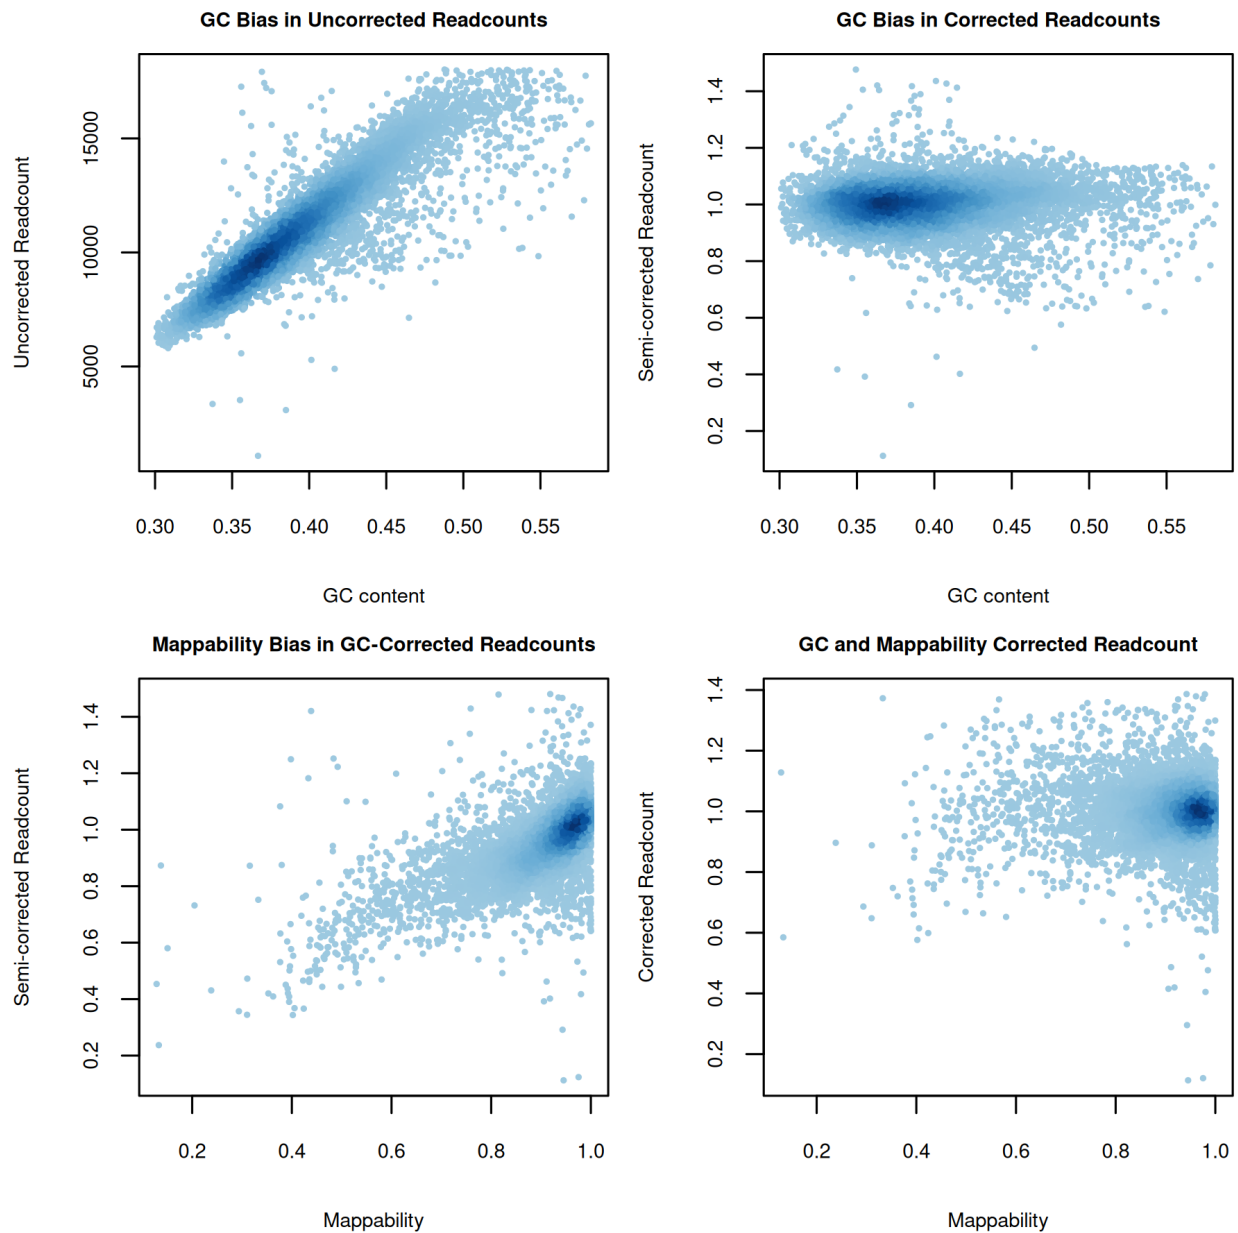 GC Bias in Uncorrected Readcounts
Uncorrected Readcount
15000
10000
5000
0.30 0.35 0.40 0.45 0.50 0.55
GC content
GC Bias in Corrected Readcounts
Semi-corrected Readcount
1.4
1.2
1.0
0.8
0.6
0.4
0.2
0.30 0.35 0.40 0.45 0.50 0.55
GC content
Mappability Bias in GC-Corrected Readcounts
Semi-corrected Readcount
1.4
1.2
1.0
0.8
0.6
0.4
0.2
0.2 0.4 0.6 0.8 1.0
Mappability
GC and Mappability Corrected Readcount
Corrected Readcount
1.4
1.2
1.0
0.8
0.6
0.4
0.2
0.2 0.4 0.6 0.8 1.0
Mappability